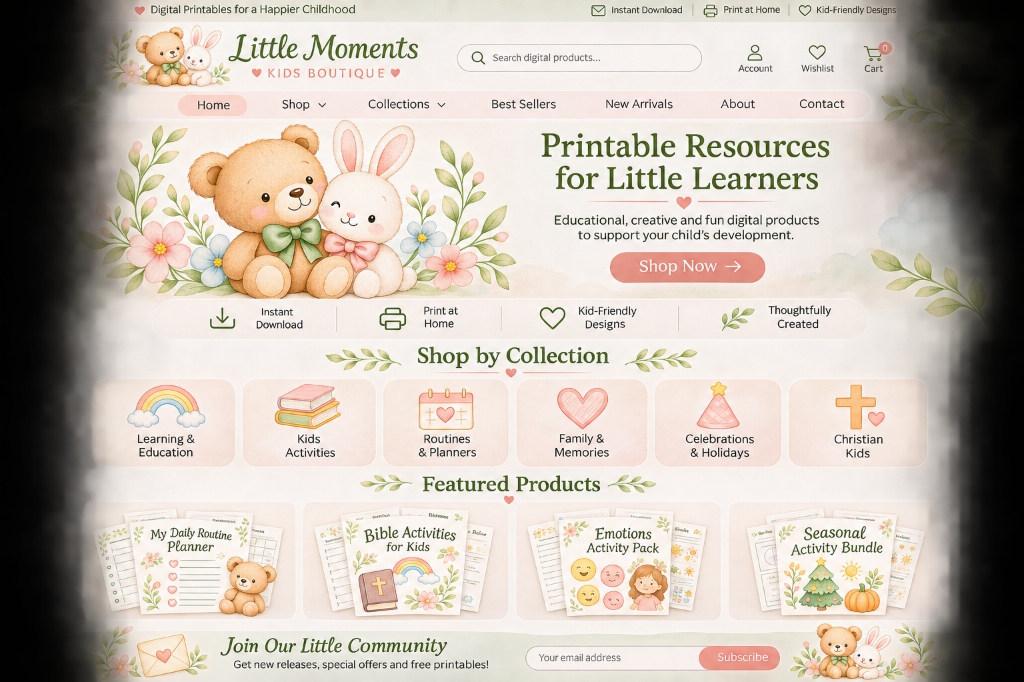 Digital Printables for a Happier Childhood
Instant Download
Print at Home
Kid-Friendly Designs
Little Moments
KIDS BOUTIQUE
Search digital products...
Account
Wishlist
0
Cart
Home
Shop
Collections
Best Sellers
New Arrivals
About
Contact
Printable Resources
for Little Learners
Educational, creative and fun digital products
to support your child's development.
Shop Now →
Instant
Download
Print at
Home
Kid-Friendly
Designs
Thoughtfully
Created
Shop by Collection
Learning &
Education
Kids
Activities
Routines
& Planners
Family &
Memories
Celebrations
& Holidays
Christian
Kids
Featured Products
My Daily Routine
Planner
Bible Activities
for Kids
Emotions
Activity Pack
Seasonal
Activity Bundle
Join Our Little Community
Get new releases, special offers and free printables!
Your email address
Subscribe